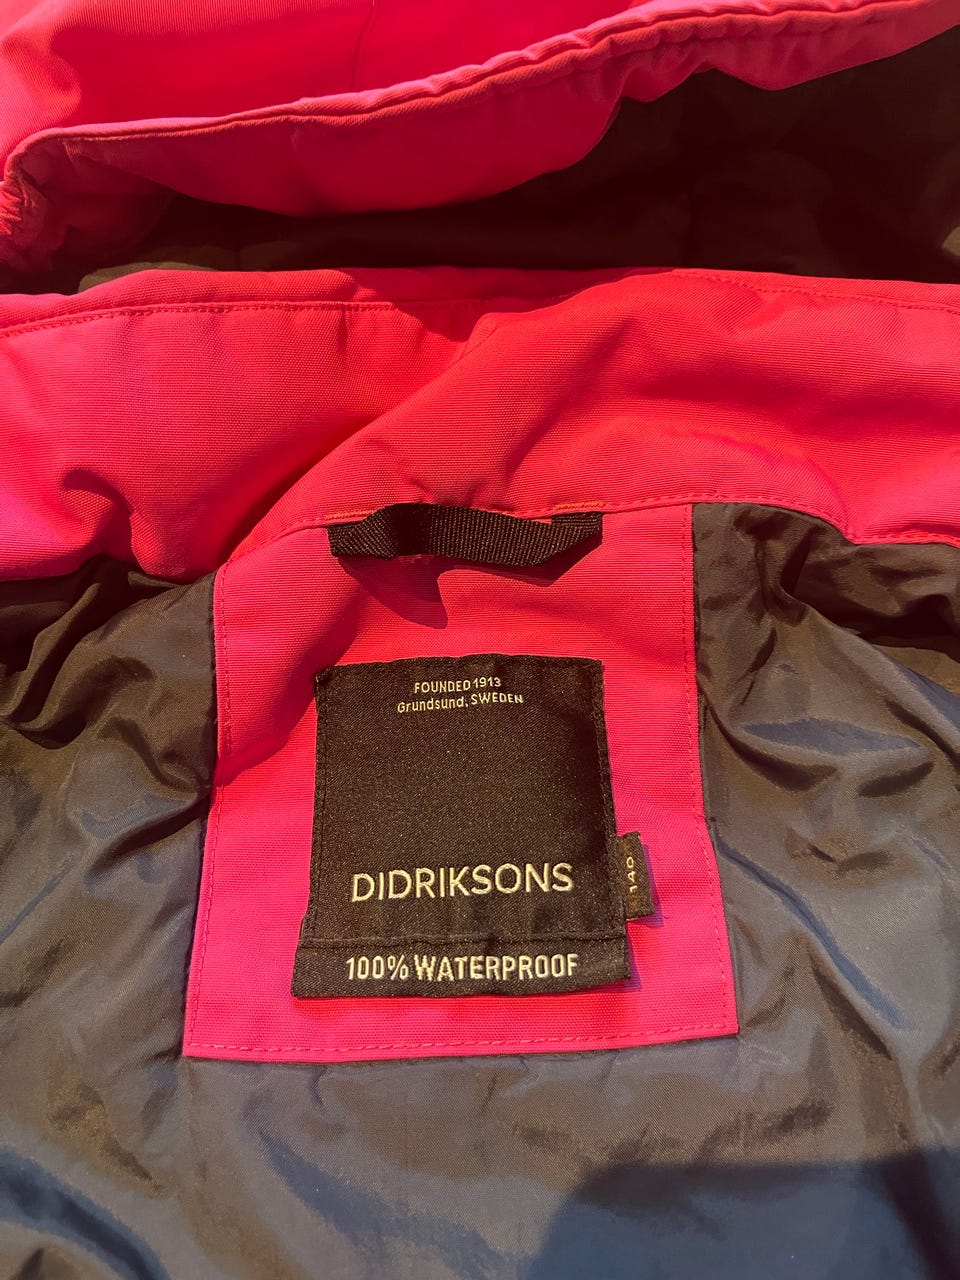 FOUNDED 1913
Grundsund, SWEDEN
DIDRIKSONS
140
100% WATERPROOF